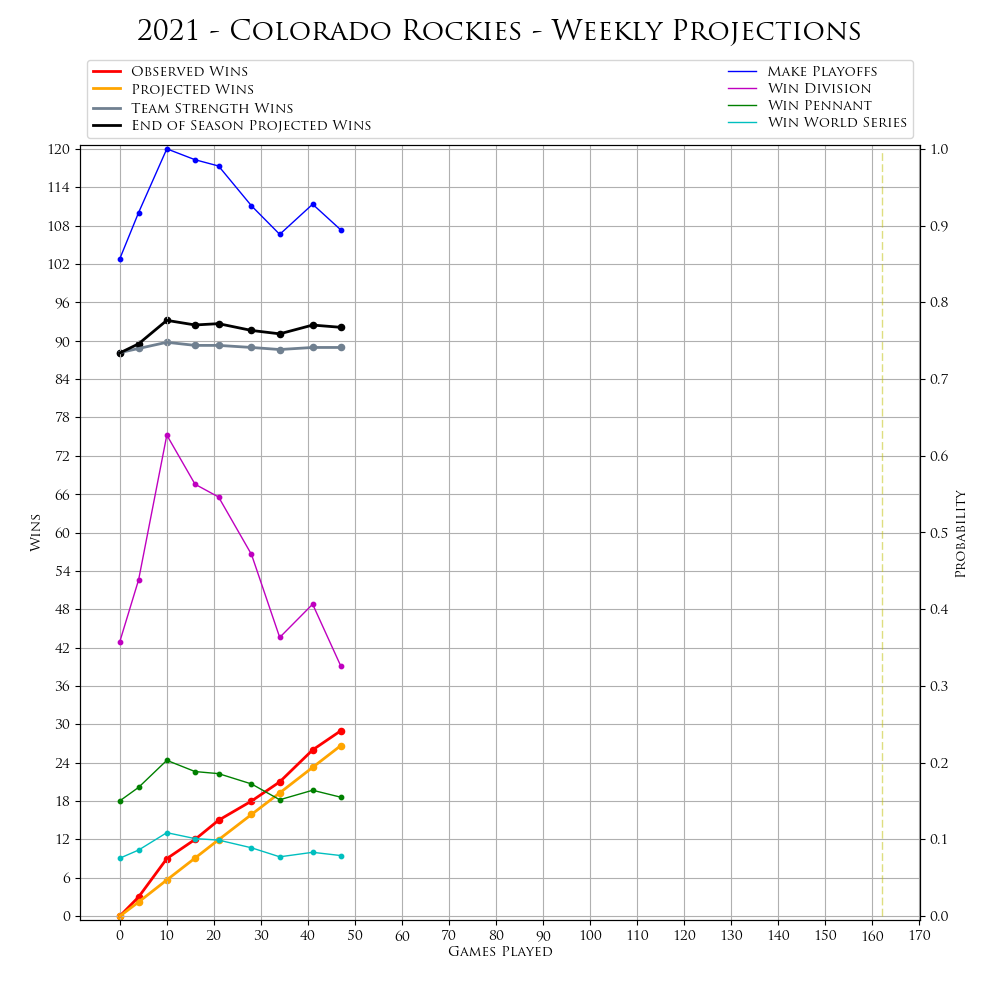 2021 - Colorado Rockies - Weekly Projections
Observed Wins
Projected Wins
Team Strength Wins
End of Season Projected Wins
Make Playoffs
Win Division
Win Pennant
Win World Series
120
114
108
102
96
90
84
78
72
66
60
54
48
42
36
30
24
18
12
6
0
Wins
1.0
0.9
0.8
0.7
0.6
0.5
0.4
0.3
0.2
0.1
0.0
Probability
0 10 20 30 40 50 60 70 80 90 100 110 120 130 140 150 160 170
Games Played